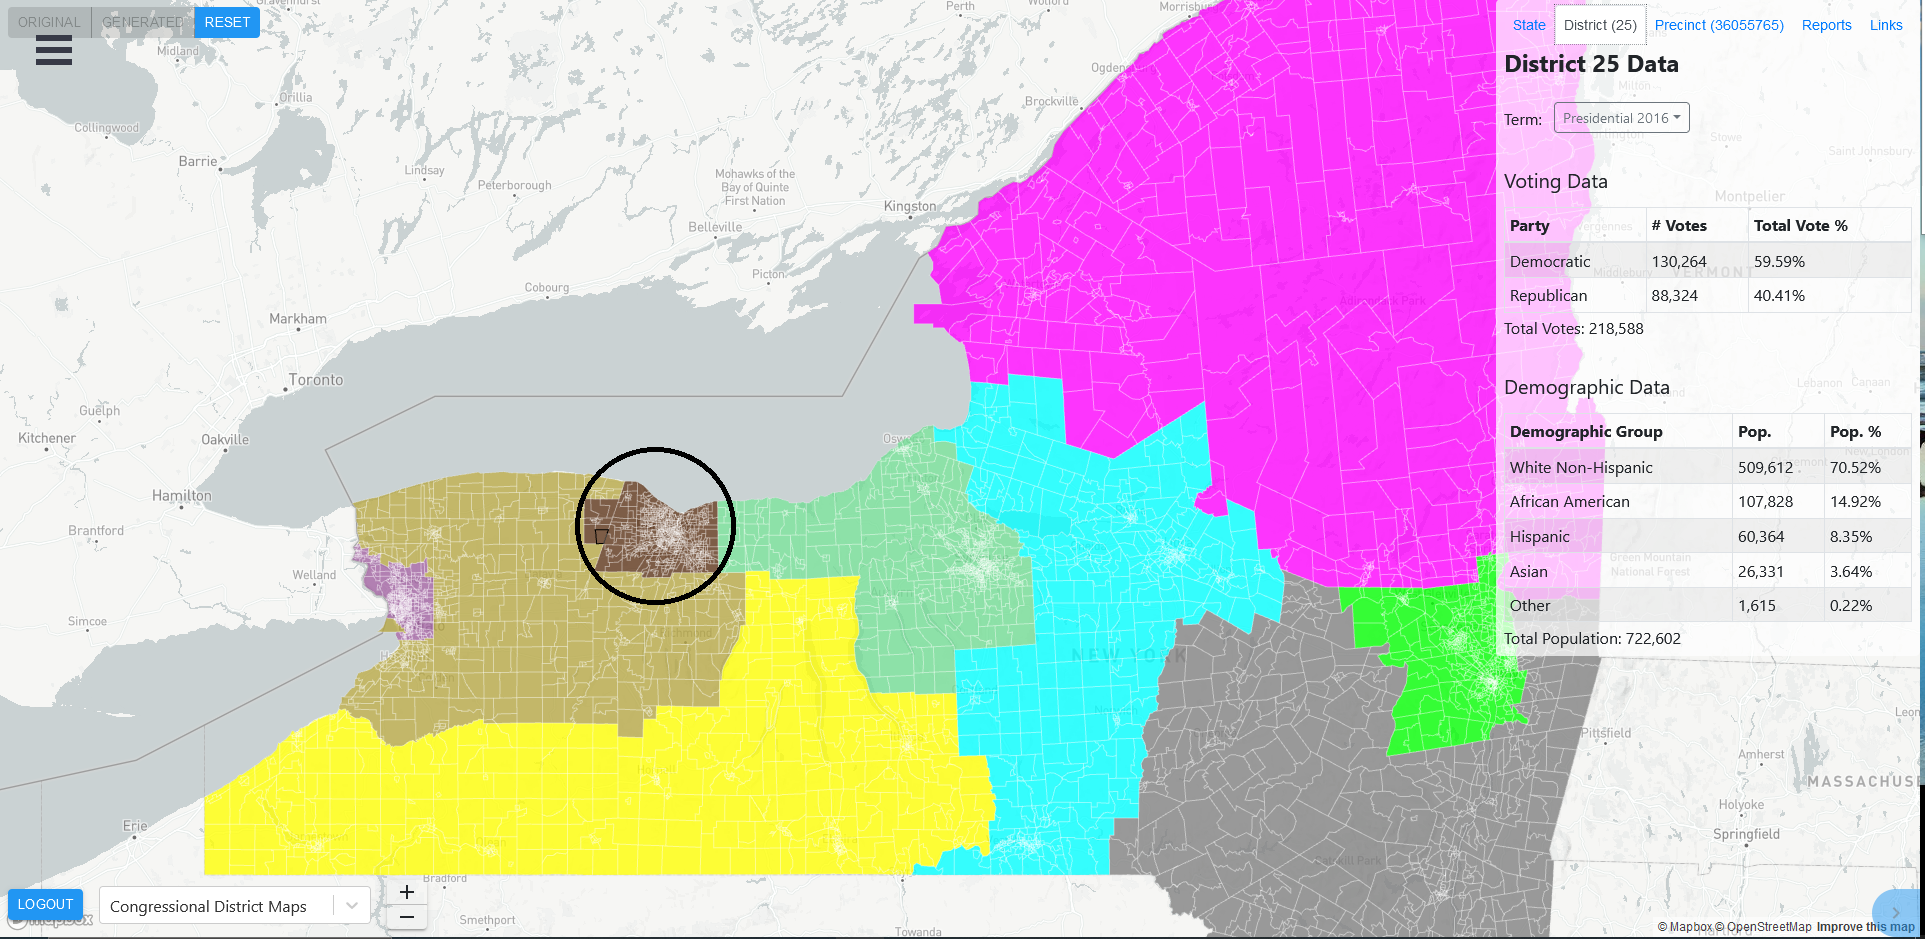 ORIGINAL GENERATED RESET
State District (25) Precinct (36055765) Reports Links
District 25 Data
Term: Presidential 2016
Voting Data
Party # Votes Total Vote %
Democratic 130,264 59.59%
Republican 88,324 40.41%
Total Votes: 218,588
Demographic Data
Demographic Group Pop. Pop. %
White Non-Hispanic 509,612 70.52%
African American 107,828 14.92%
Hispanic 60,364 8.35%
Asian 26,331 3.64%
Other 1,615 0.22%
Total Population: 722,602
Perth
Midland
Orillia
Collingwood
Brockville
Barrie
Lindsay
Peterborough
Mohawks of the
Bay of Quinte
First Nation
Kingston
Belleville
Picton
Cobourg
Markham
Toronto
Guelph
Kitchener
Oakville
Hamilton
Brantford
Welland
Simcoe
NEW YORK
Adirondack Park
Catskill Park
Montpelier
Stowe
Saint Johnsbury
Middlebury
VERMONT
Lebanon Canaan
Green Mountain
National Forest
Pittsfield
Amherst
MASSACHUS
Holyoke
Springfield
Erie
Bradford
Smethport
Towanda
LOGOUT
Congressional District Maps
+
−
mapbox
© Mapbox © OpenStreetMap Improve this map